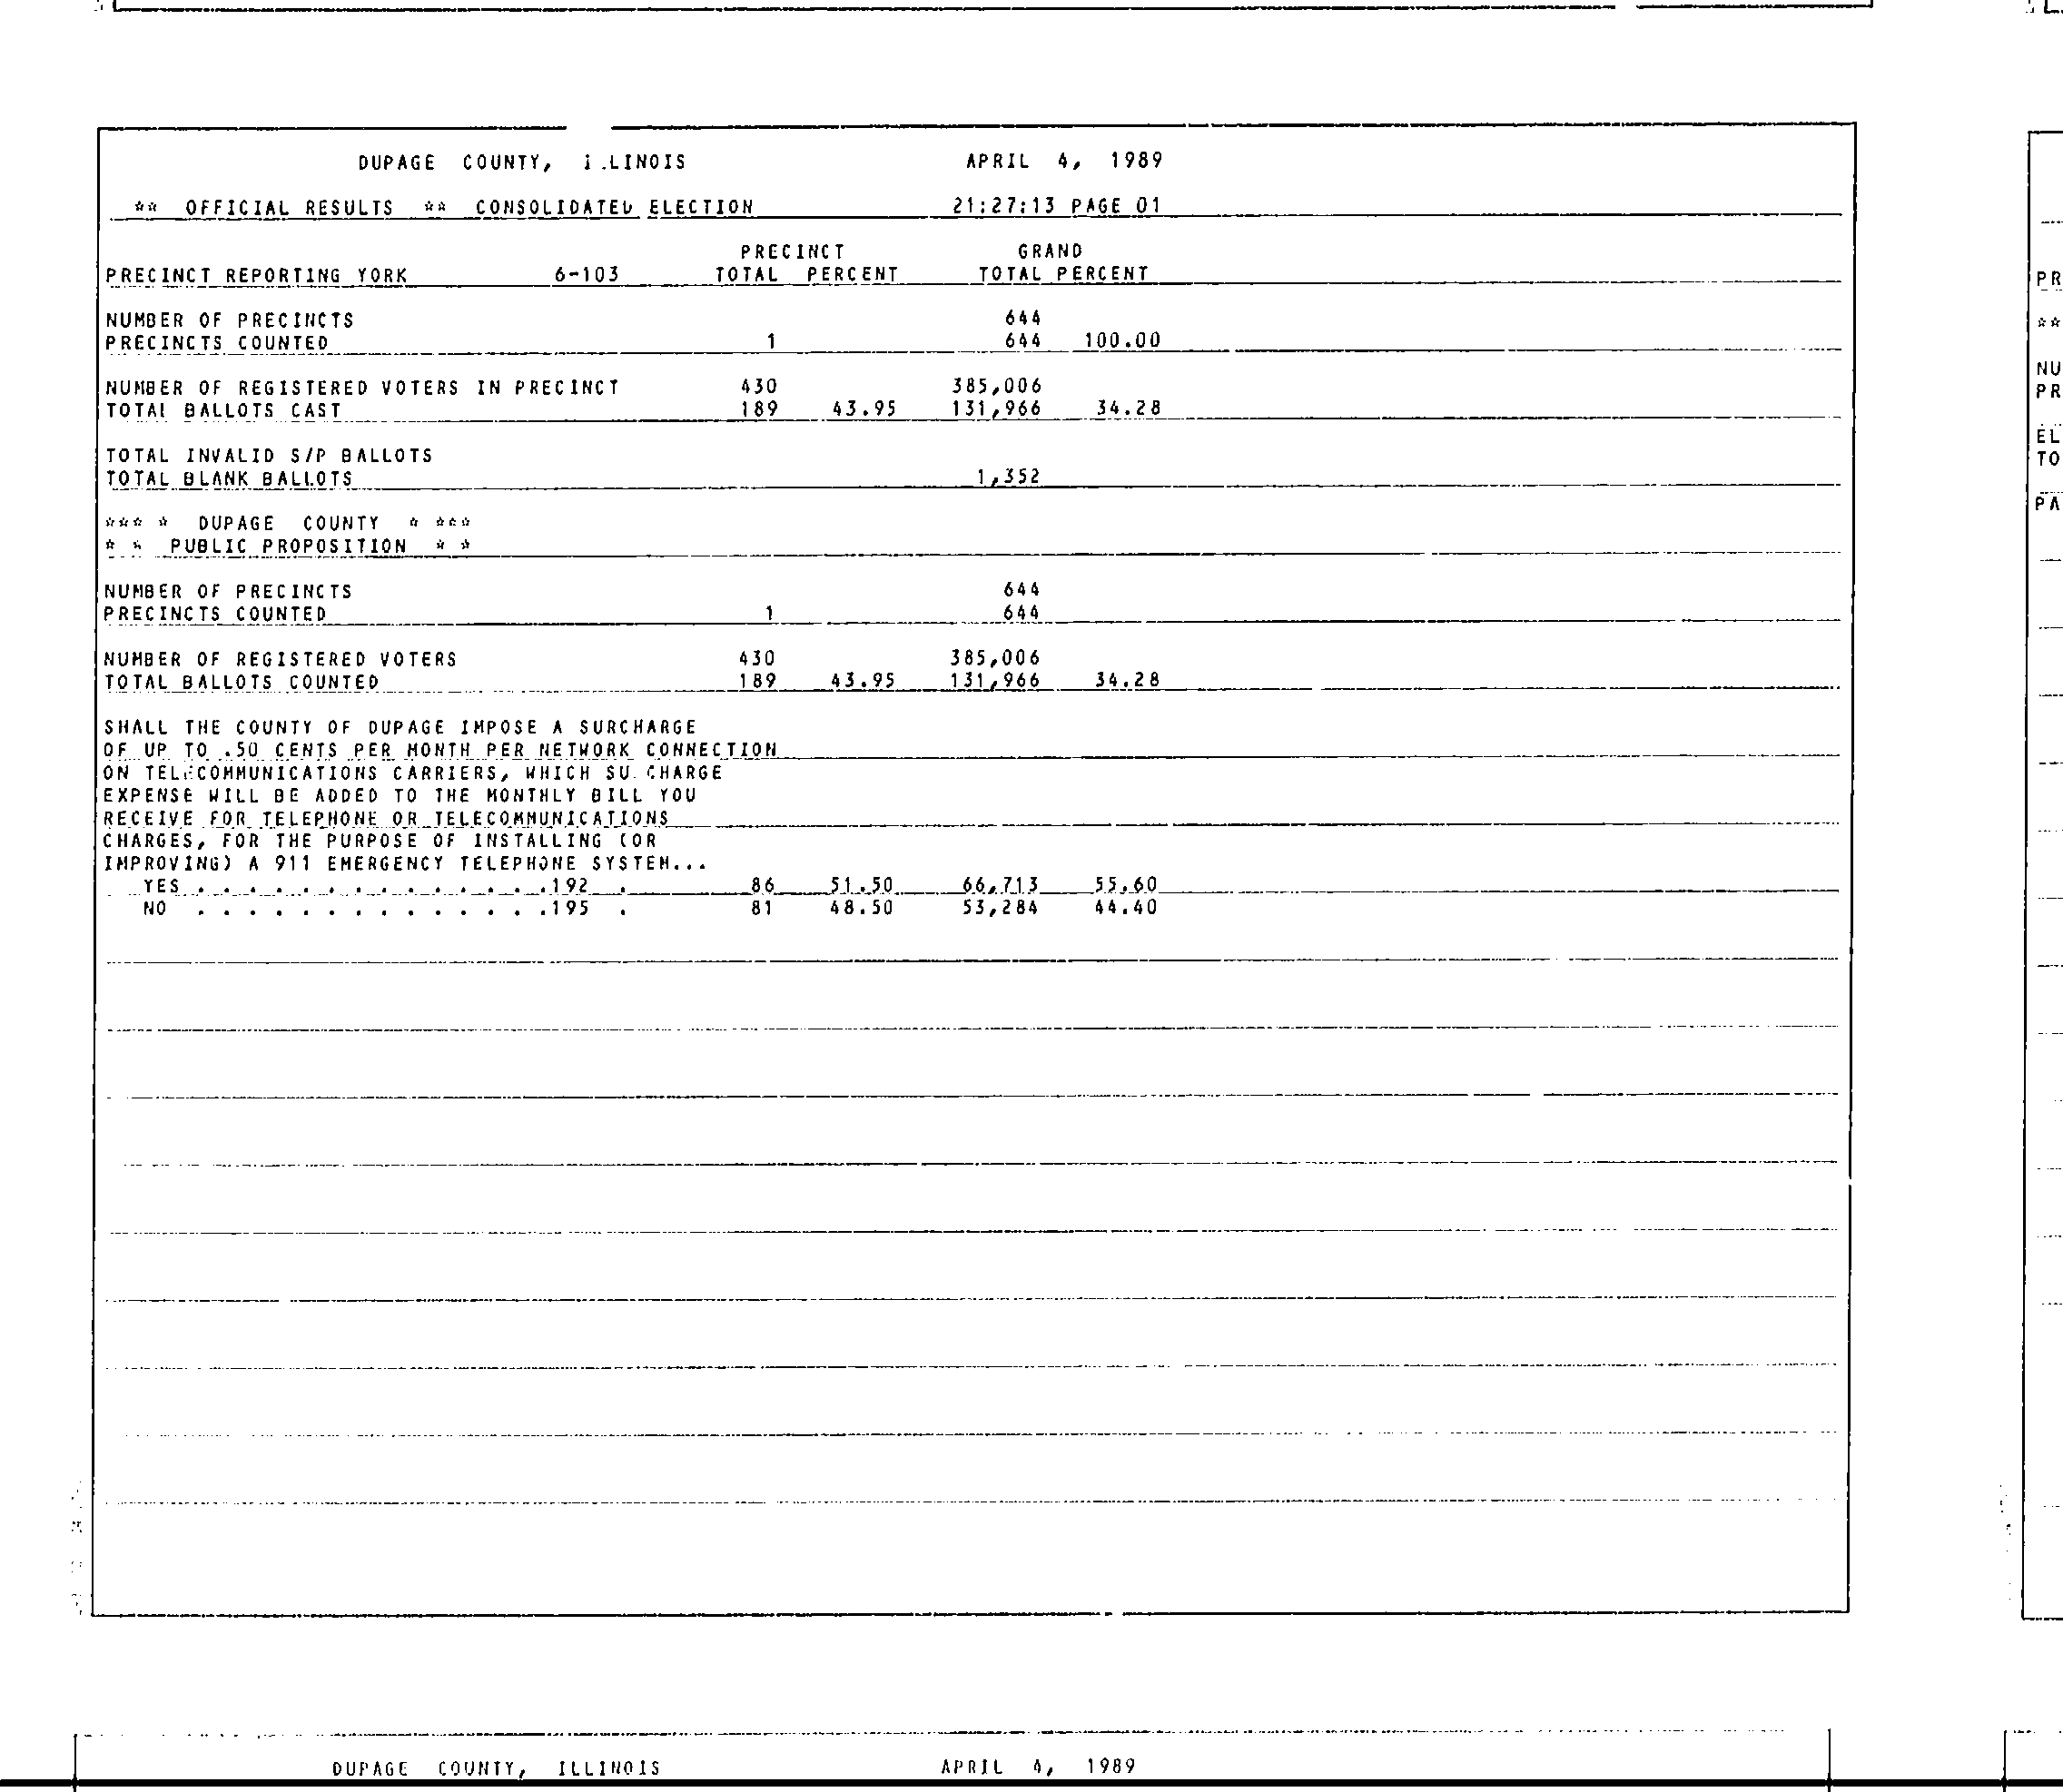 DUPAGE COUNTY, I.LINOIS APRIL 4, 1989
** OFFICIAL RESULTS ** CONSOLIDATED ELECTION 21:27:13 PAGE 01
PRECINCT GRAND
PRECINCT REPORTING YORK 6-103 TOTAL PERCENT TOTAL PERCENT
NUMBER OF PRECINCTS 644
PRECINCTS COUNTED 1 644 100.00
NUMBER OF REGISTERED VOTERS IN PRECINCT 430 385,006
TOTAL BALLOTS CAST 189 43.95 131,966 34.28
TOTAL INVALID S/P BALLOTS
TOTAL BLANK BALLOTS 1,352
*** * DUPAGE COUNTY * ***
* * PUBLIC PROPOSITION * *
NUMBER OF PRECINCTS 644
PRECINCTS COUNTED 1 644
NUMBER OF REGISTERED VOTERS 430 385,006
TOTAL BALLOTS COUNTED 189 43.95 131,966 34.28
SHALL THE COUNTY OF DUPAGE IMPOSE A SURCHARGE
OF UP TO .50 CENTS PER MONTH PER NETWORK CONNECTION
ON TELECOMMUNICATIONS CARRIERS, WHICH SU CHARGE
EXPENSE WILL BE ADDED TO THE MONTHLY BILL YOU
RECEIVE FOR TELEPHONE OR TELECOMMUNICATIONS
CHARGES, FOR THE PURPOSE OF INSTALLING (OR
IMPROVING) A 911 EMERGENCY TELEPHONE SYSTEM...
YES . . . . . . . . . . . . . .192 . 86 51.50 66,713 55.60
NO . . . . . . . . . . . . . .195 . 81 48.50 53,284 44.40
DUPAGE COUNTY, ILLINOIS APRIL 4, 1989
PR
**
NU
PR
EL
TO
PA